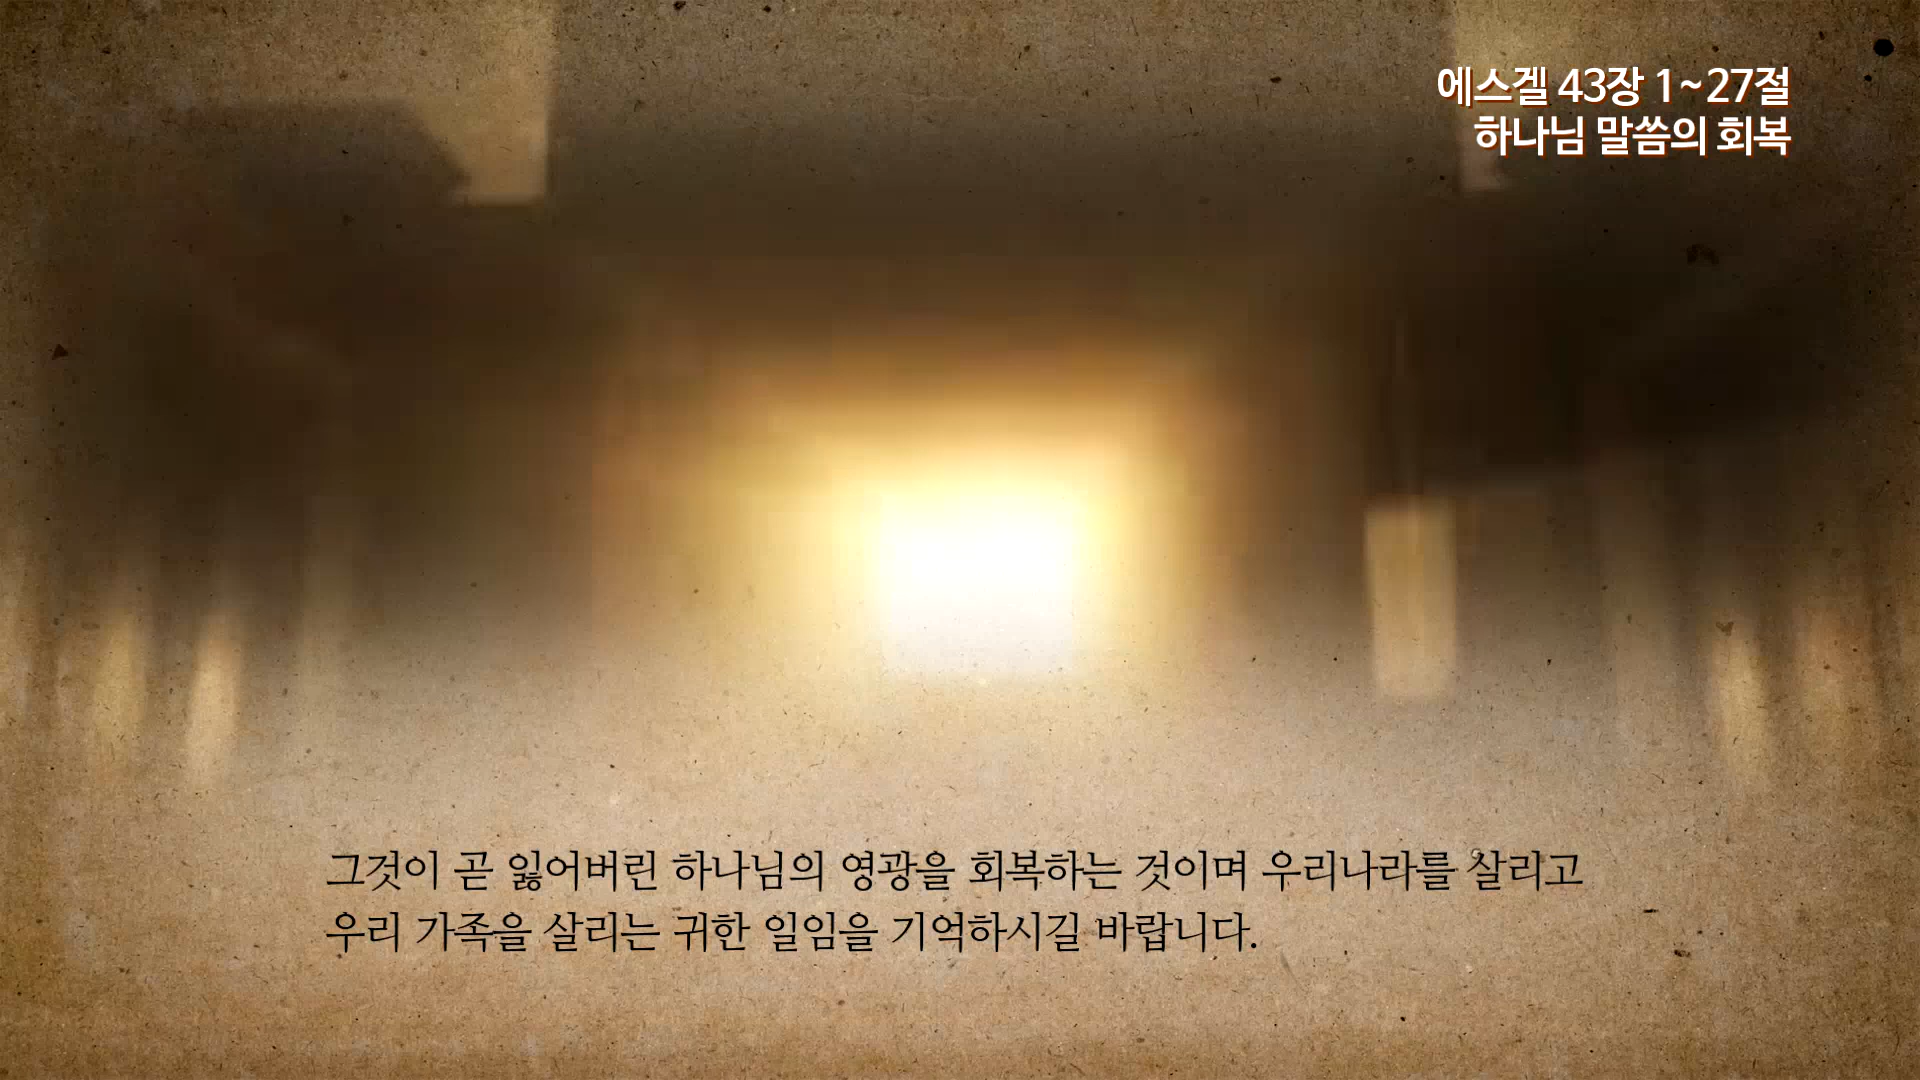 에스겔 43장 1~27절
하나님 말씀의 회복
그것이 곧 잃어버린 하나님의 영광을 회복하는 것이며 우리나라를 살리고
우리 가족을 살리는 귀한 일임을 기억하시길 바랍니다.